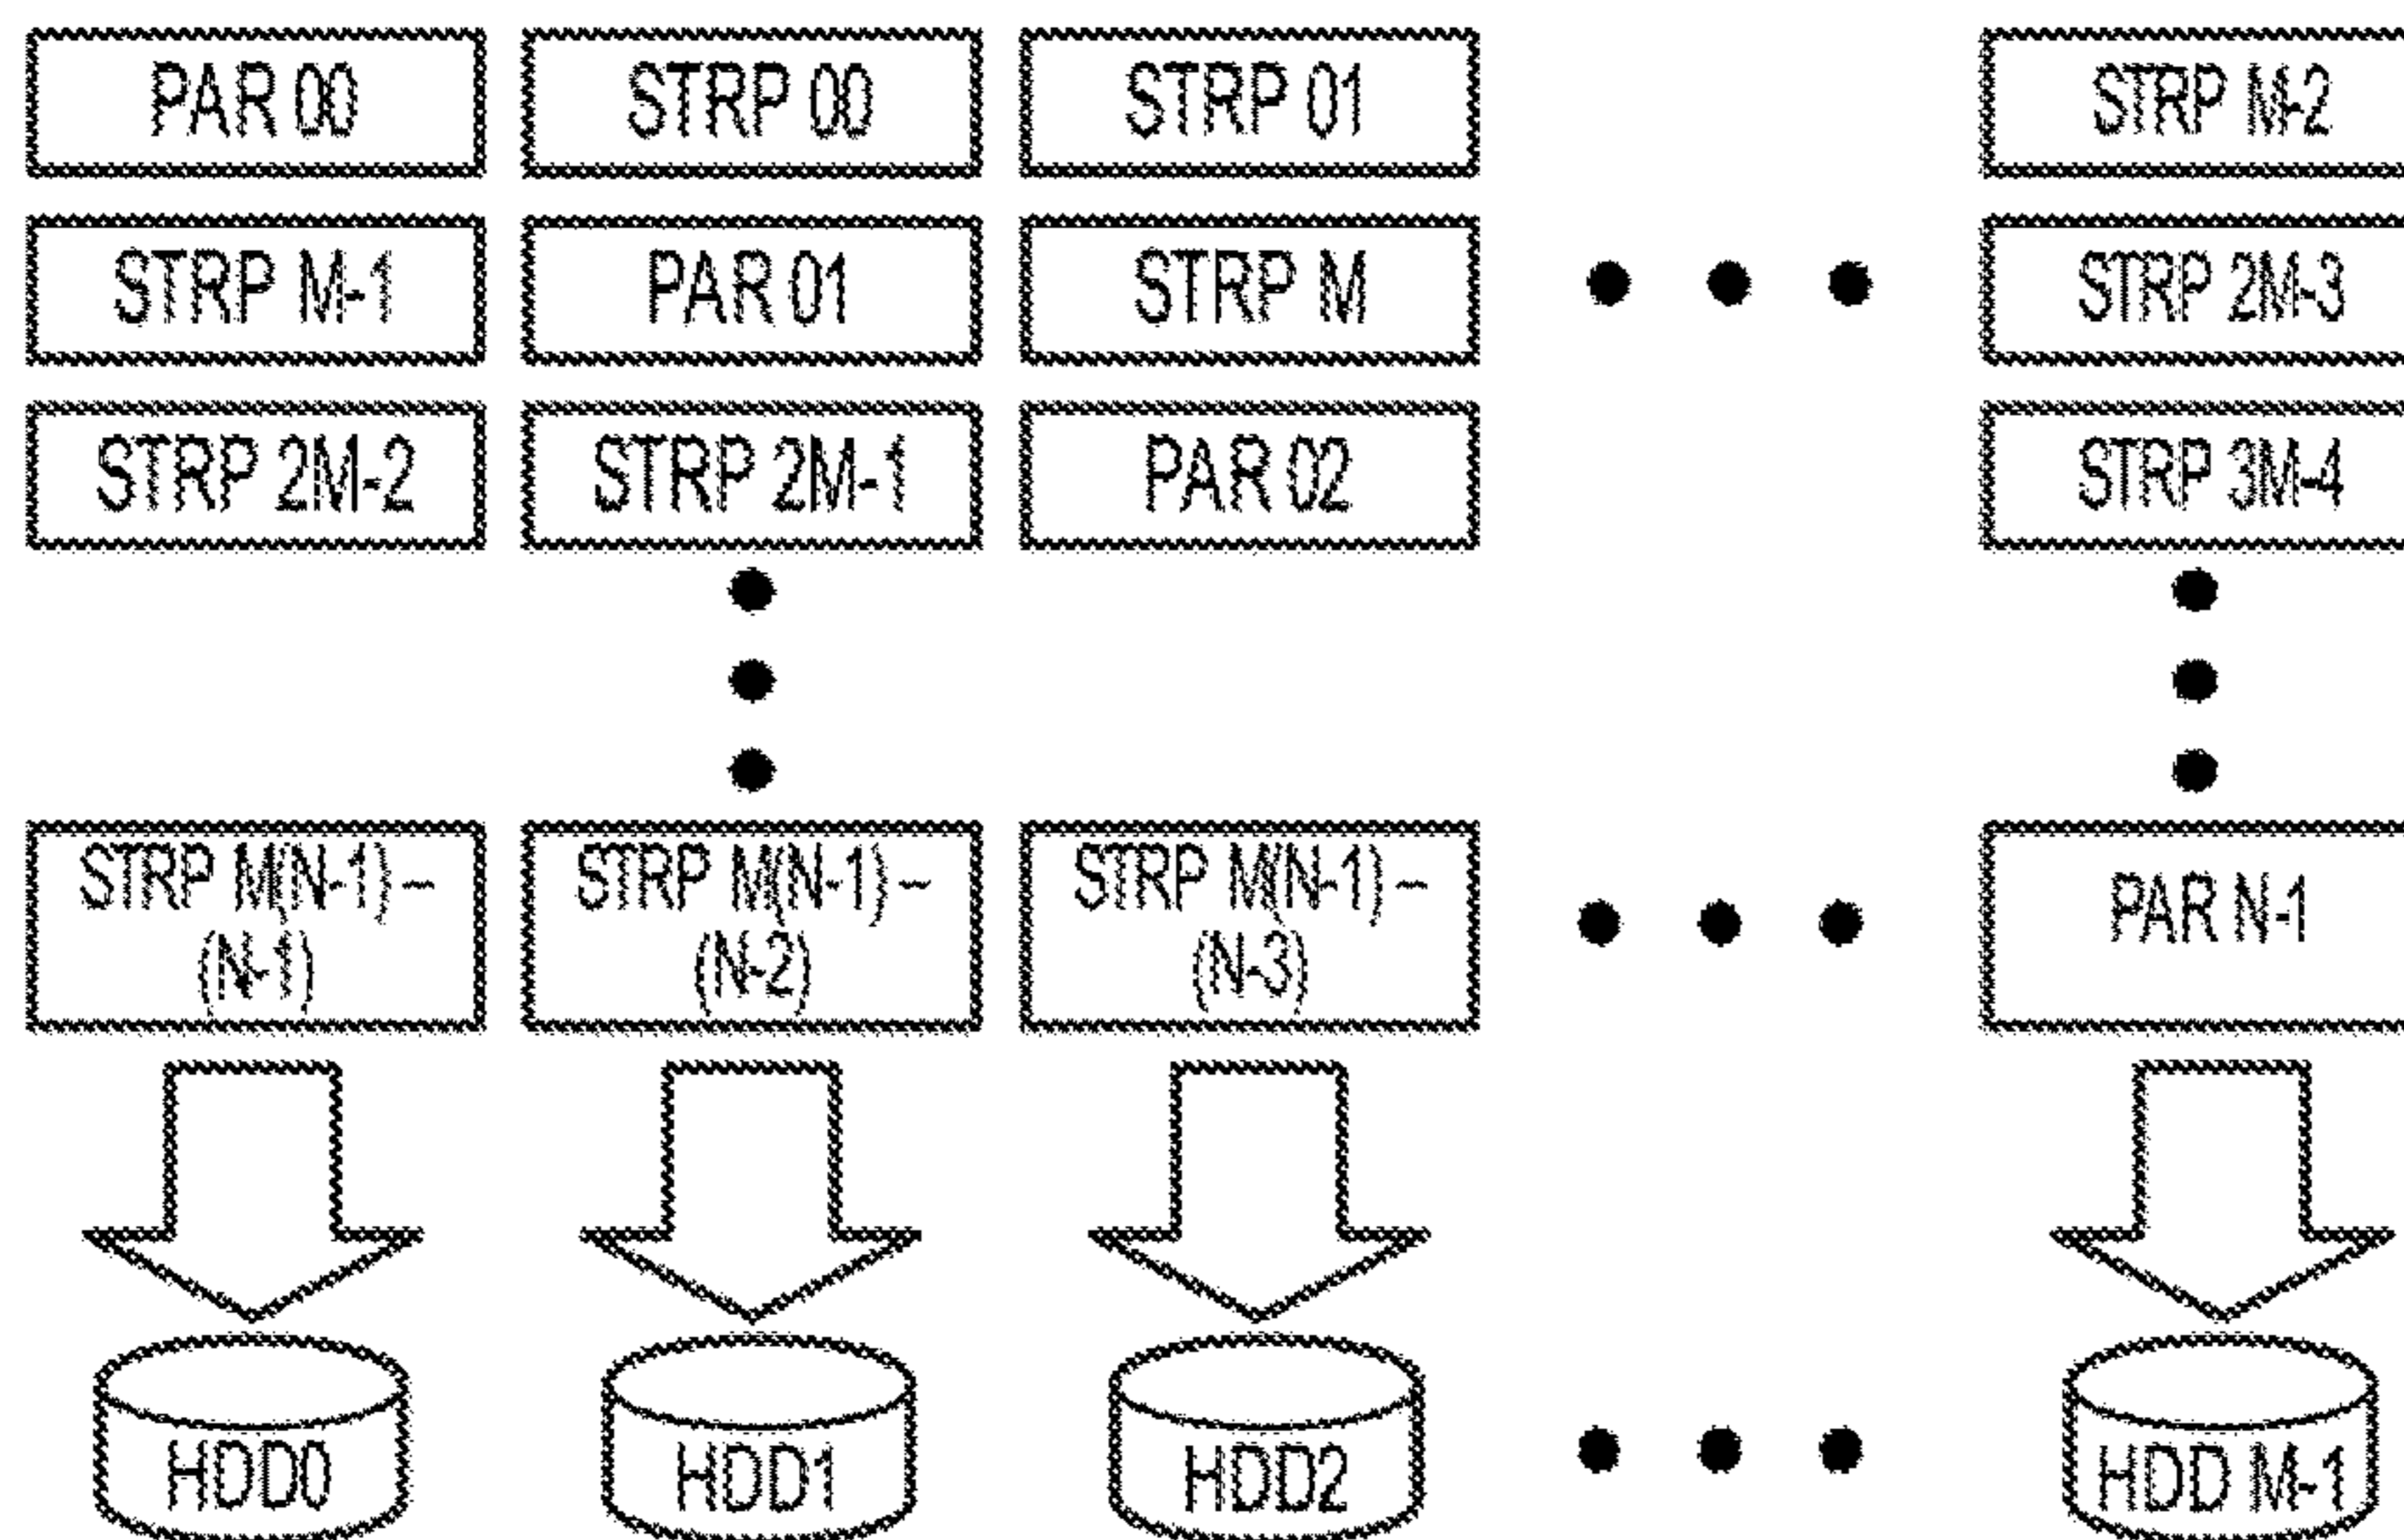 PAR 00 STRP 00 STRP 01 STRP M-2
STRP M-1 PAR 01 STRP M STRP 2M-3
STRP 2M-2 STRP 2M-1 PAR 02 STRP 3M-4
STRP M(N-1) –
(N-1)
STRP M(N-1) –
(N-2)
STRP M(N-1) –
(N-3)
PAR N-1
HDD0 HDD1 HDD2 HDD M-1